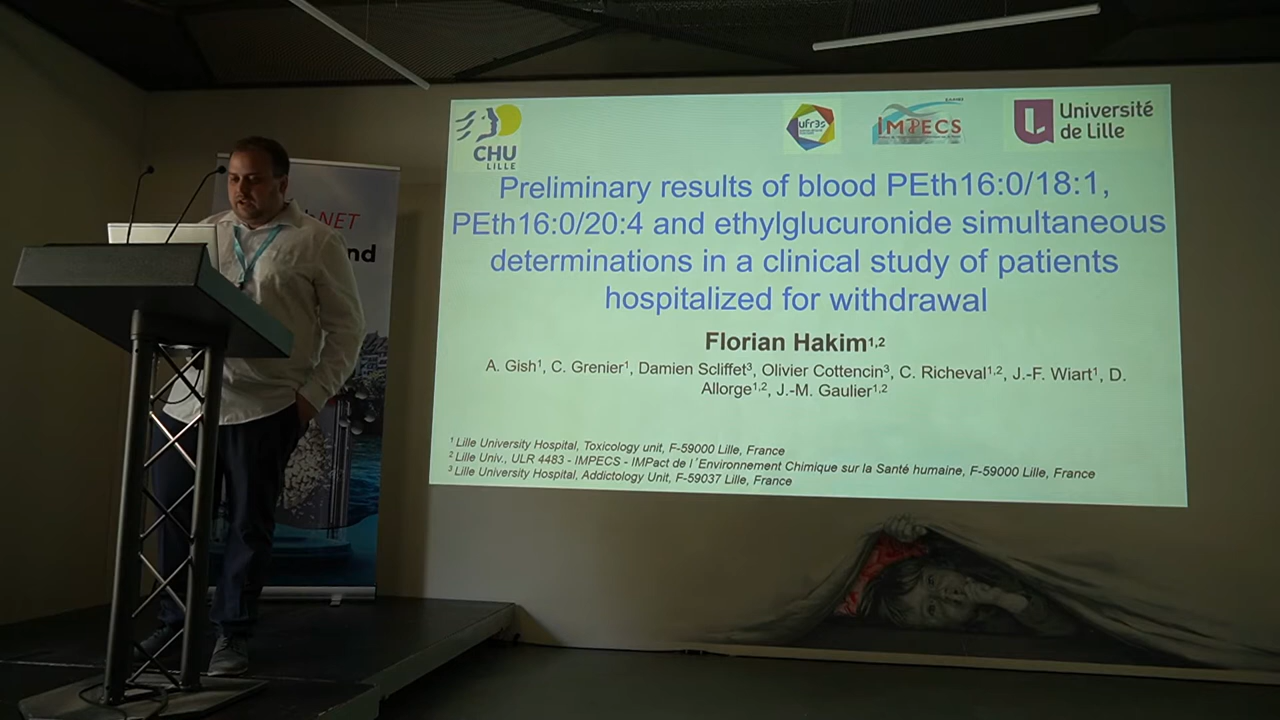 CHU
LILLE
ufr3s
IMPECS
Université
de Lille
Preliminary results of blood PEth16:0/18:1,
PEth16:0/20:4 and ethylglucuronide simultaneous
determinations in a clinical study of patients
hospitalized for withdrawal
Florian Hakim1,2
A. Gish1, C. Grenier1, Damien Scliffet3, Olivier Cottencin3, C. Richeval1,2, J.-F. Wiart1, D.
Allorge1,2, J.-M. Gaulier1,2
1 Lille University Hospital, Toxicology unit, F-59000 Lille, France
2 Lille Univ., ULR 4483 - IMPECS - IMPact de l´Environnement Chimique sur la Santé humaine, F-59000 Lille, France
3 Lille University Hospital, Addictology Unit, F-59037 Lille, France
NET
nd